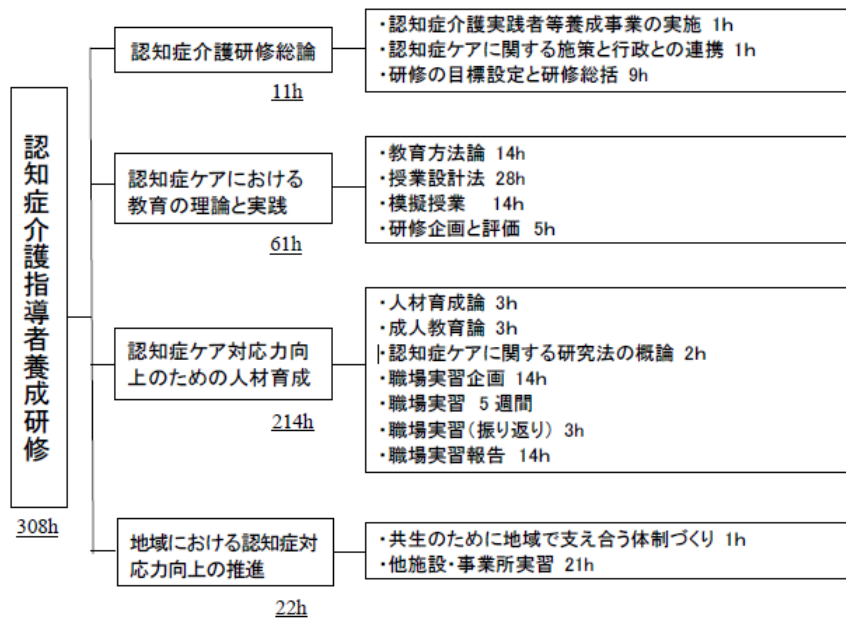 認知症介護指導者養成研修
308h
認知症介護研修総論
11h
・認知症介護実践者等養成事業の実施 1h
・認知症ケアに関する施策と行政との連携 1h
・研修の目標設定と研修総括 9h
認知症ケアにおける
教育の理論と実践
61h
・教育方法論 14h
・授業設計法 28h
・模擬授業 14h
・研修企画と評価 5h
認知症ケア対応力向
上のための人材育成
214h
・人材育成論 3h
・成人教育論 3h
・認知症ケアに関する研究法の概論 2h
・職場実習企画 14h
・職場実習 5週間
・職場実習(振り返り) 3h
・職場実習報告 14h
地域における認知症対
応力向上の推進
22h
・共生のために地域で支え合う体制づくり 1h
・他施設・事業所実習 21h